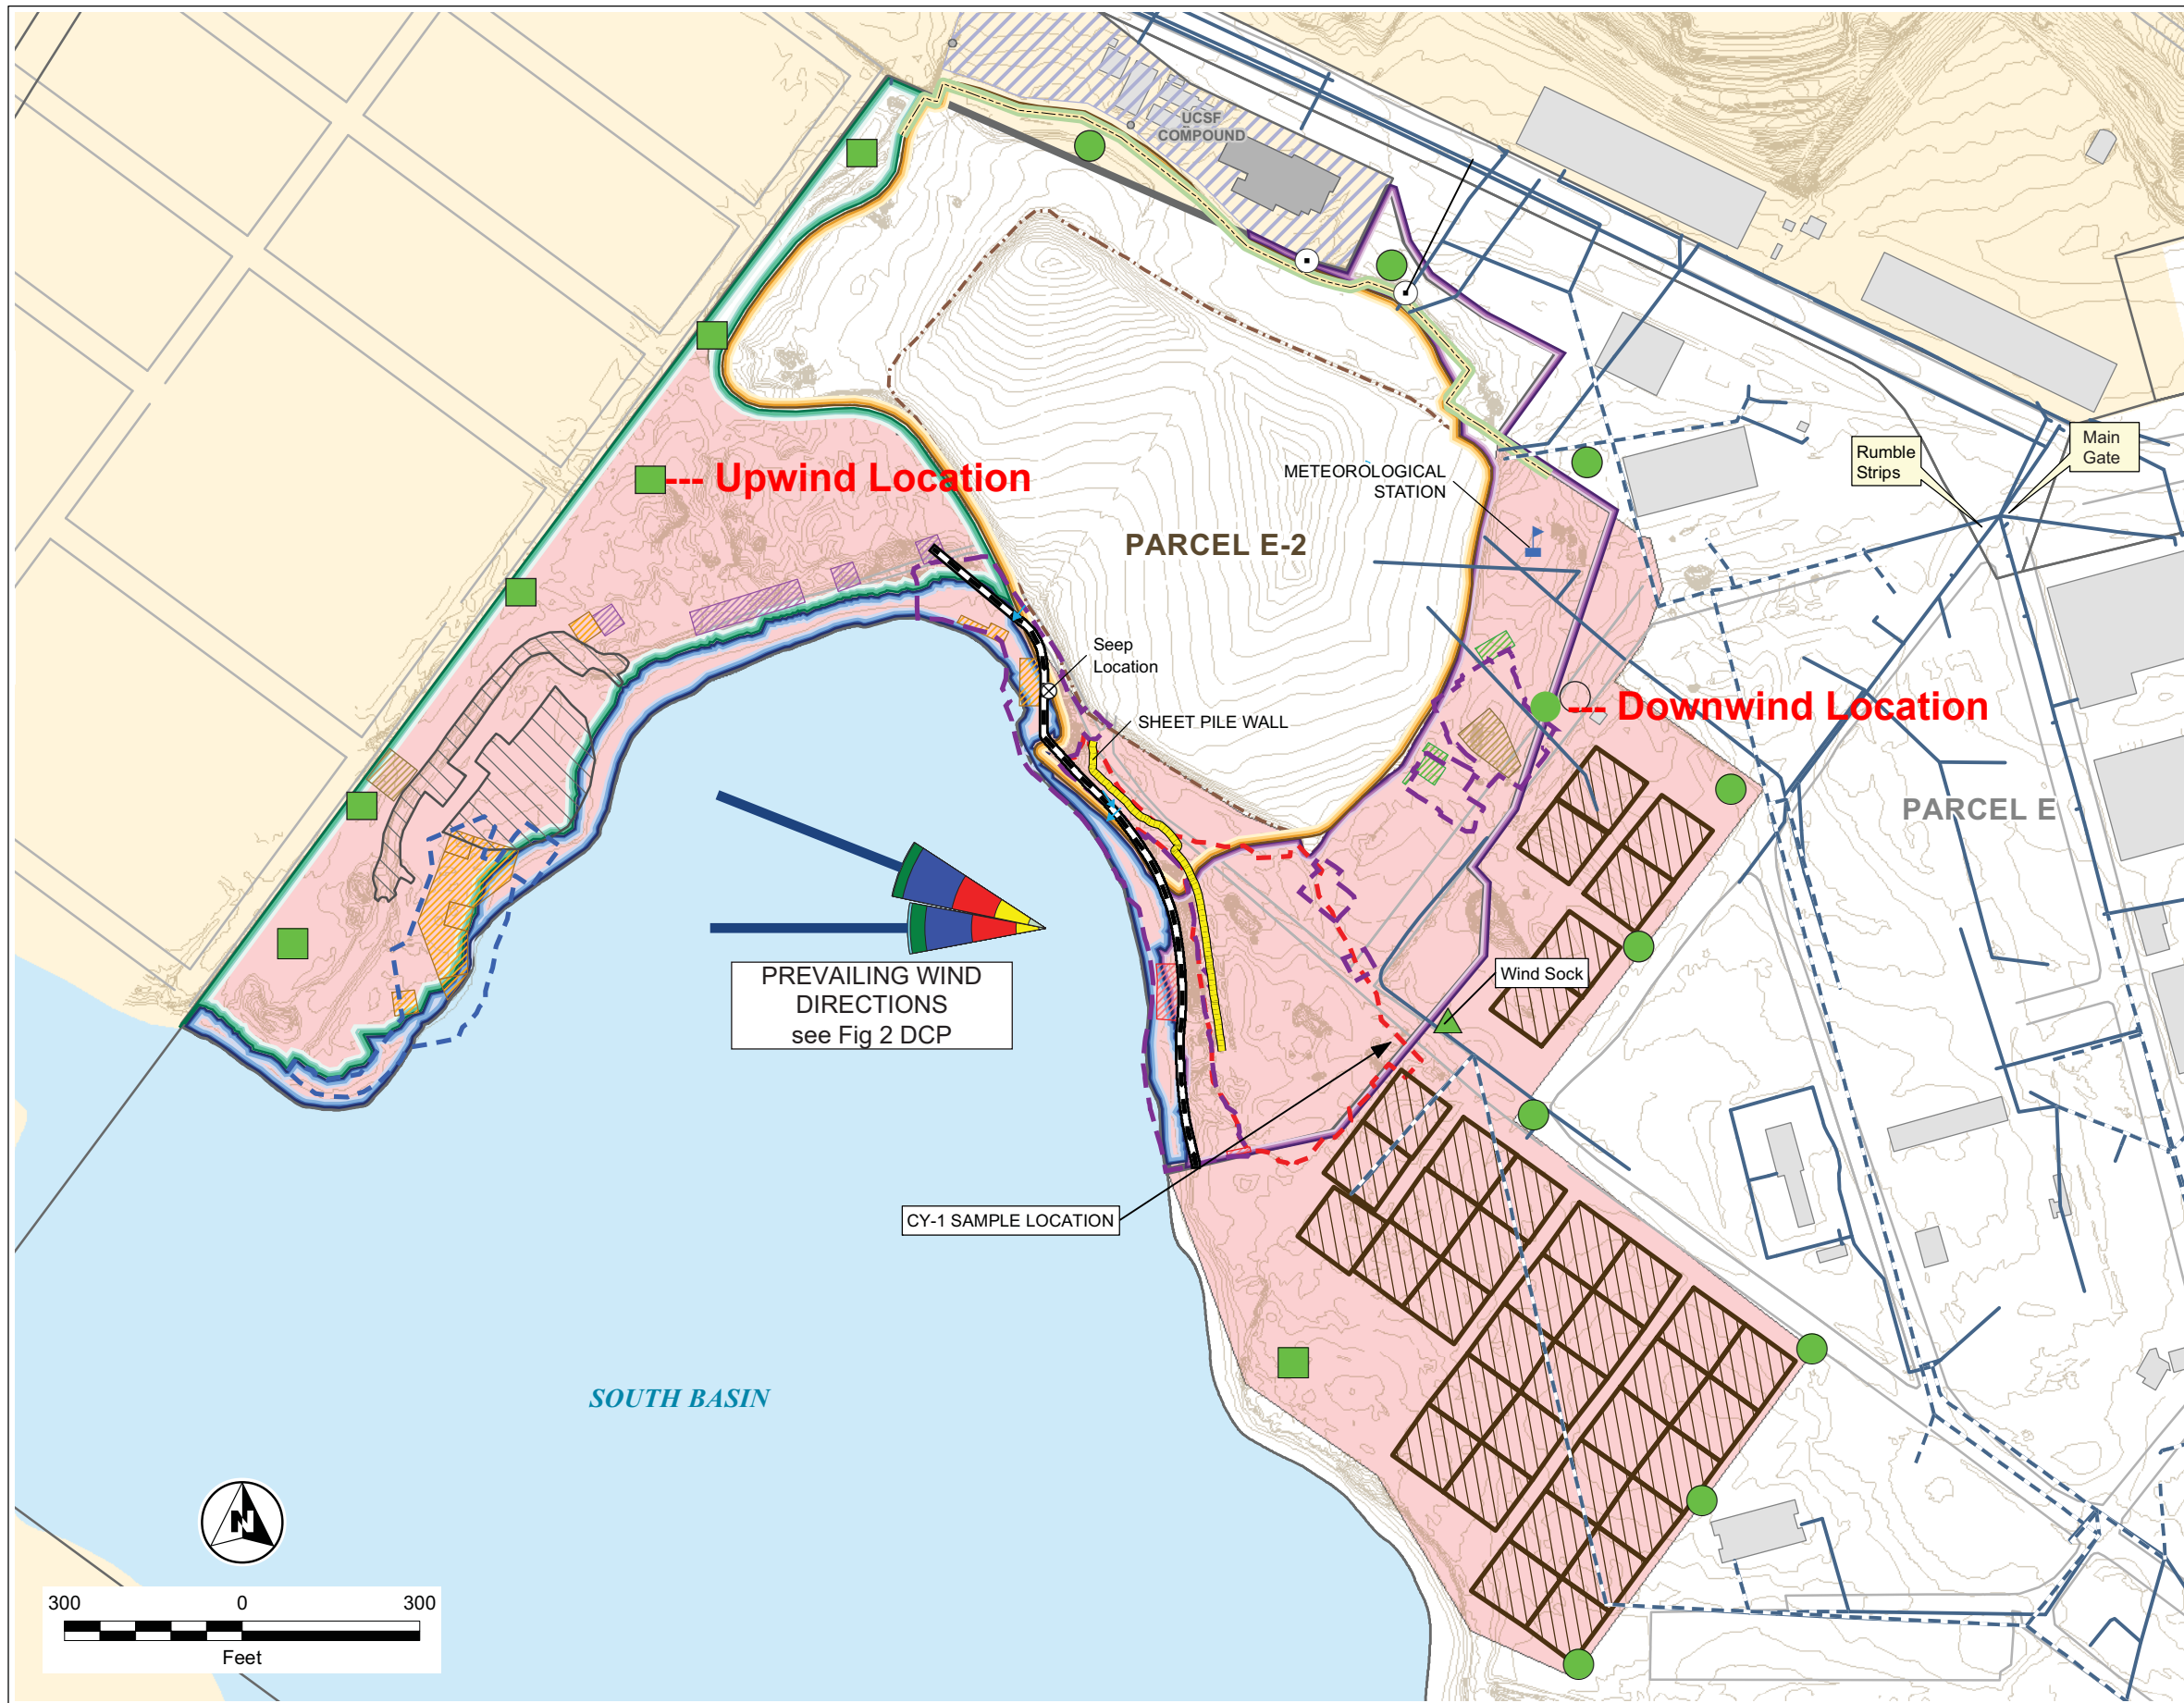 UCSF
COMPOUND
Rumble
Strips
Main
Gate
--- Upwind Location
METEOROLOGICAL
STATION
PARCEL E-2
Seep
Location
SHEET PILE WALL
--- Downwind Location
PARCEL E
PREVAILING WIND
DIRECTIONS
see Fig 2 DCP
Wind Sock
CY-1 SAMPLE LOCATION
SOUTH BASIN
N
300 0 300
Feet